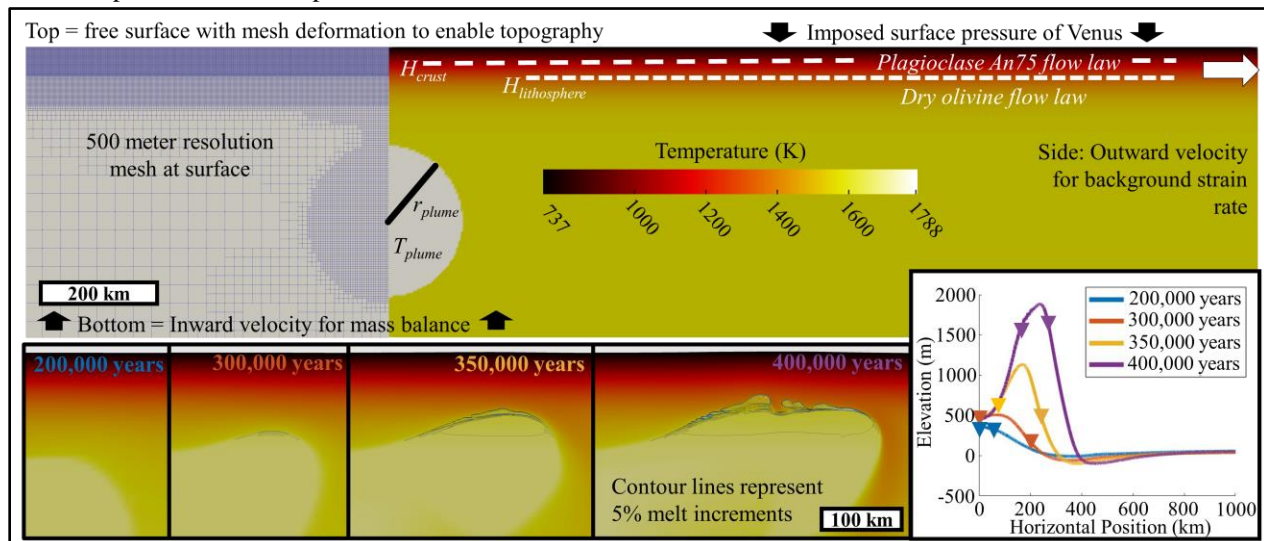 Top = free surface with mesh deformation to enable topography
Imposed surface pressure of Venus
H_crust
Plagioclase An75 flow law
H_lithosphere
Dry olivine flow law
500 meter resolution
mesh at surface
Temperature (K)
737
1000
1200
1400
1600
1788
Side: Outward velocity
for background strain
rate
r_plume
T_plume
200 km
Bottom = Inward velocity for mass balance
200,000 years
300,000 years
350,000 years
400,000 years
Contour lines represent
5% melt increments
100 km
2000
1500
1000
500
0
-500
Elevation (m)
200,000 years
300,000 years
350,000 years
400,000 years
0
200
400
600
800
1000
Horizontal Position (km)